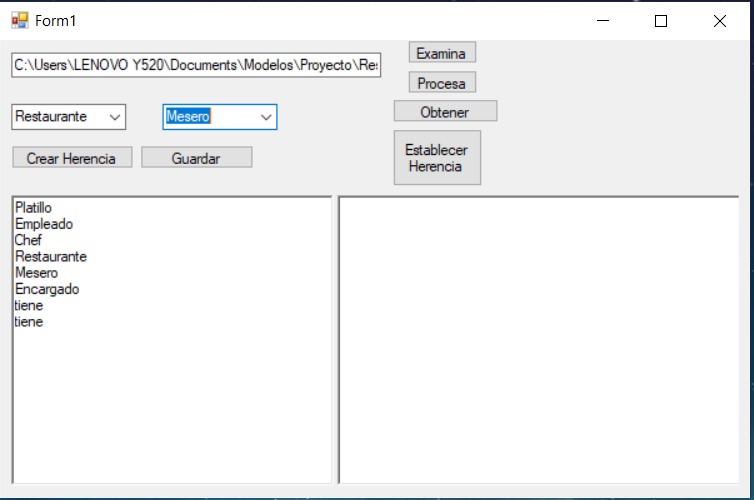 Form1
C:\Users\LENOVO Y520\Documents\Modelos\Proyecto\Res
Examina
Procesa
Restaurante
Mesero
Obtener
Crear Herencia
Guardar
Establecer
Herencia
Platillo
Empleado
Chef
Restaurante
Mesero
Encargado
tiene
tiene